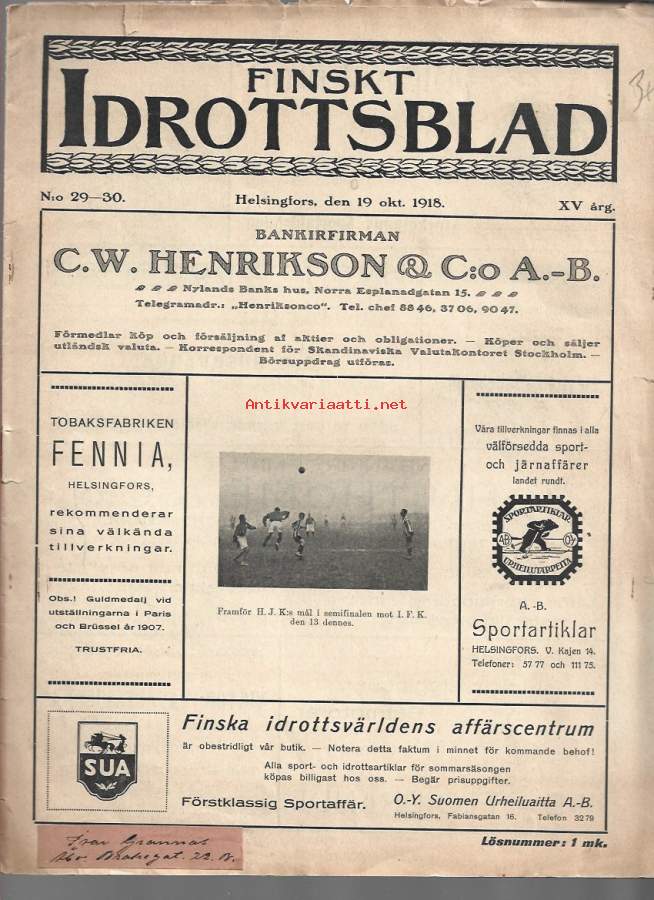 FINSKT
IDROTTSBLAD
N:o 29—30.
Helsingfors, den 19 okt. 1918.
XV årg.
BANKIRFIRMAN
C.W. HENRIKSON & C:o A.-B.
Nylands Banks hus, Norra Esplanadgatan 15.
Telegramadr.: „Henriksonco". Tel. chef 88 46, 37 06, 90 47.
Förmedlar köp och försäljning af aktier och obligationer. — Köper och säljer
utländsk valuta. — Korrespondent för Skandinaviska Valutakontoret Stockholm. —
Börsuppdrag utföras.
TOBAKSFABRIKEN
FENNIA,
HELSINGFORS,
rekommenderar
sina välkända
tillverkningar.
Obs.! Guldmedalj vid
utställningarna i Paris
och Brüssel år 1907.
TRUSTFRIA.
Antikvariaatti.net
Framför H. J. K:s mål i semifinalen mot I. F. K.
den 13 dennes.
Våra tillverkningar finnas i alla
välförsedda sport-
och järnaffärer
landet rundt.
SPORTARTIKLAR
AB OY
URHEILUTARPEITA
A.-B.
Sportartiklar
HELSINGFORS. V. Kajen 14.
Telefoner: 57 77 och 111 75.
SUA
Finska idrottsvärldens affärscentrum
är obestridligt vår butik. — Notera detta faktum i minnet för kommande behof!
Alla sport- och idrottsartiklar för sommarsäsongen
köpas billigast hos oss. — Begär prisuppgifter.
Förstklassig Sportaffär.
O.-Y. Suomen Urheiluaitta A.-B.
Helsingfors, Fabiansgatan 16. Telefon 32 79
Ivar Grannas
Åbo.
Lösnummer: 1 mk.